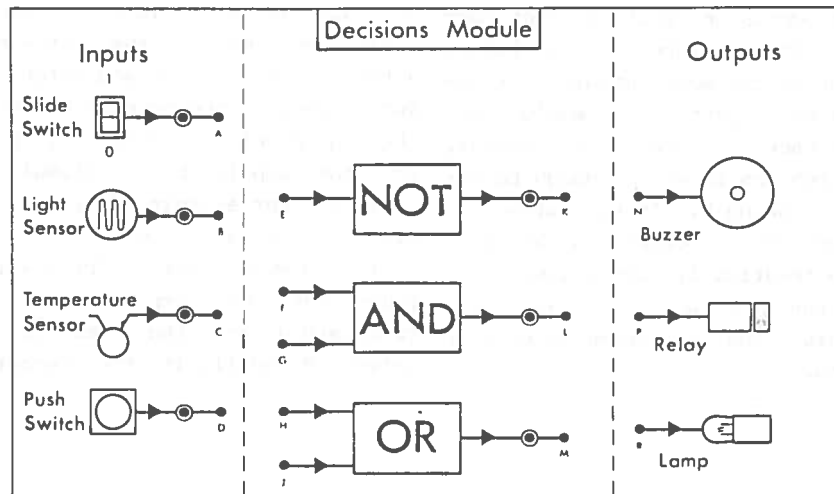 Decisions Module
Inputs
Outputs
1
Slide
Switch
0
A
Light
Sensor
B
Temperature
Sensor
C
Push
Switch
D
E
NOT
K
F
G
AND
L
H
I
OR
M
N
Buzzer
P
Relay
R
Lamp